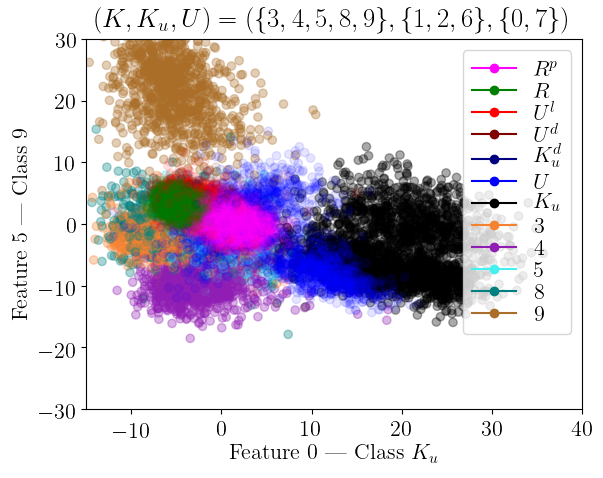 (K, K_u, U) = ({3, 4, 5, 8, 9}, {1, 2, 6}, {0, 7})
Feature 5 — Class 9
30
20
10
0
−10
−20
−30
−10 0 10 20 30 40
Feature 0 — Class K_u
R^p
R
U^l
U^d
K_u^d
U
K_u
3
4
5
8
9